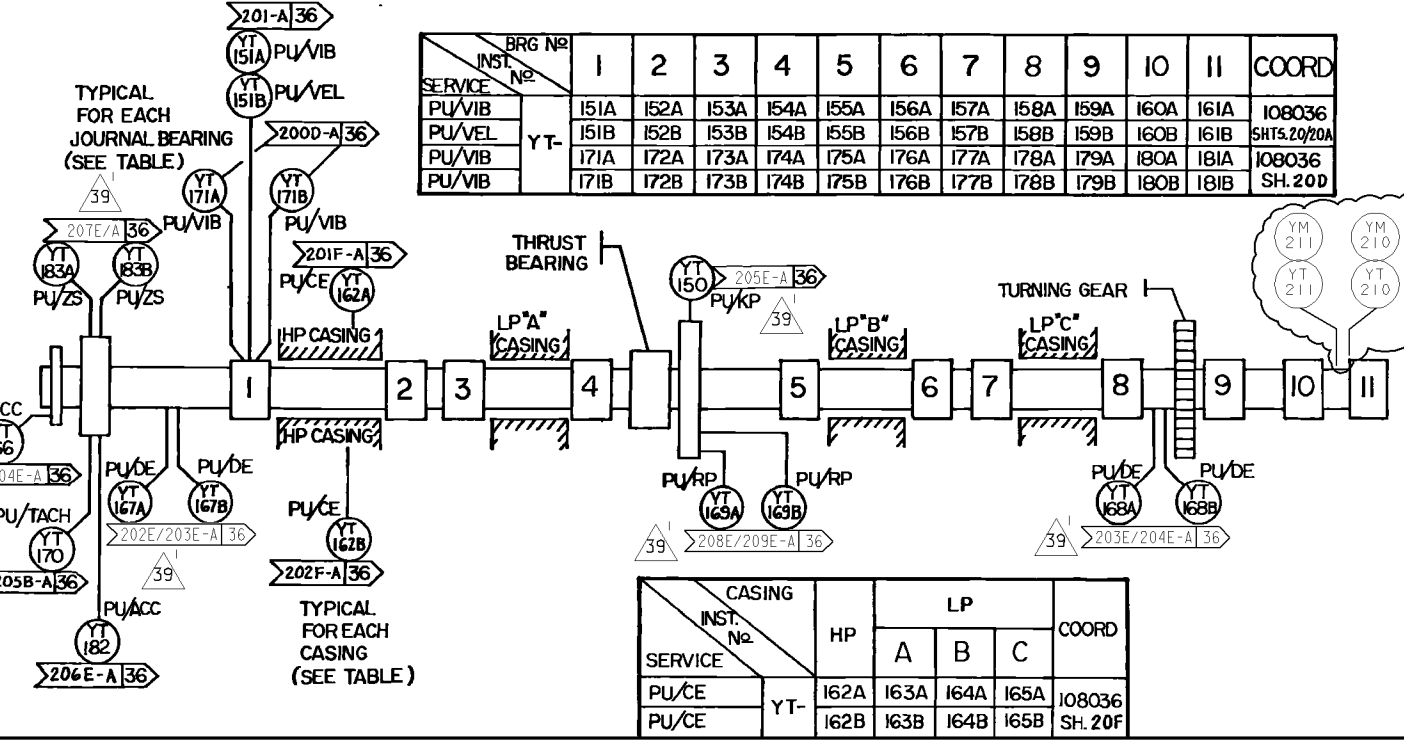 201-A 36
YT 151A PU/VIB
YT 151B PU/VEL
TYPICAL
FOR EACH
JOURNAL BEARING
(SEE TABLE)
200D-A 36
39
YT 171A
YT 171B
PU/VIB
PU/VIB
207E/A 36
YT 183A
YT 183B
PU/ZS
PU/ZS
201F-A 36
PU/CE YT 162A
HP CASING
BRG Nº
INST. Nº
SERVICE
1 2 3 4 5 6 7 8 9 10 11 COORD
PU/VIB 151A 152A 153A 154A 155A 156A 157A 158A 159A 160A 161A 108036
PU/VEL 151B 152B 153B 154B 155B 156B 157B 158B 159B 160B 161B SHTS.20/20A
YT-
PU/VIB 171A 172A 173A 174A 175A 176A 177A 178A 179A 180A 181A 108036
PU/VIB 171B 172B 173B 174B 175B 176B 177B 178B 179B 180B 181B SH.20D
THRUST
BEARING
YT 150
205E-A 36
PU/KP
39
LP"A"
CASING
LP"B"
CASING
LP"C"
CASING
TURNING GEAR
YM 211
YM 210
YT 211
YT 210
1 2 3 4 5 6 7 8 9 10 11
HP CASING
04E-A 36
PU/DE
PU/DE
YT 167A
YT 167B
202E/203E-A 36
39
PU/TACH
YT 170
205B-A 36
PU/ACC
YT 182
206E-A 36
PU/CE
YT 162B
202F-A 36
TYPICAL
FOR EACH
CASING
(SEE TABLE)
PU/RP
PU/RP
YT 169A
YT 169B
39
208E/209E-A 36
PU/DE
PU/DE
YT 168A
YT 168B
39
203E/204E-A 36
CASING
INST. Nº
SERVICE
HP
LP
A B C
COORD
PU/CE 162A 163A 164A 165A 108036
YT-
PU/CE 162B 163B 164B 165B SH.20F